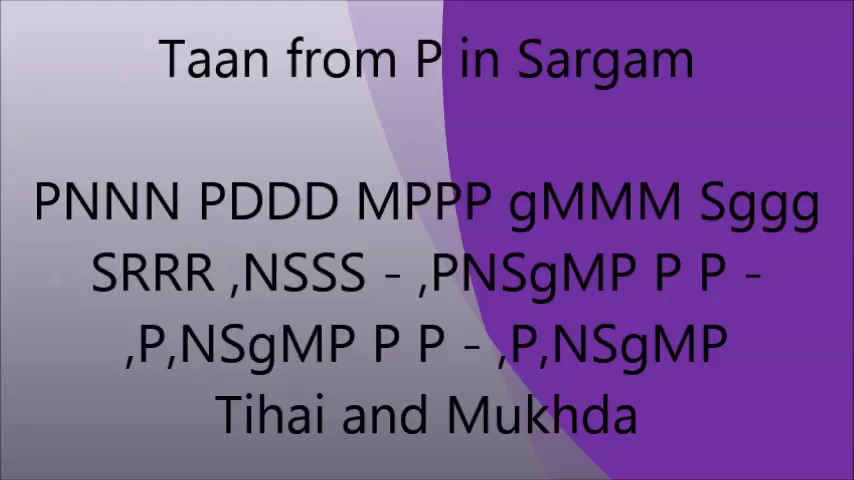 Taan from P in Sargam
PNNN PDDD MPPP gMMM Sggg
SRRR ,NSSS - ,PNSgMP P P -
,P,NSgMP P P - ,P,NSgMP
Tihai and Mukhda